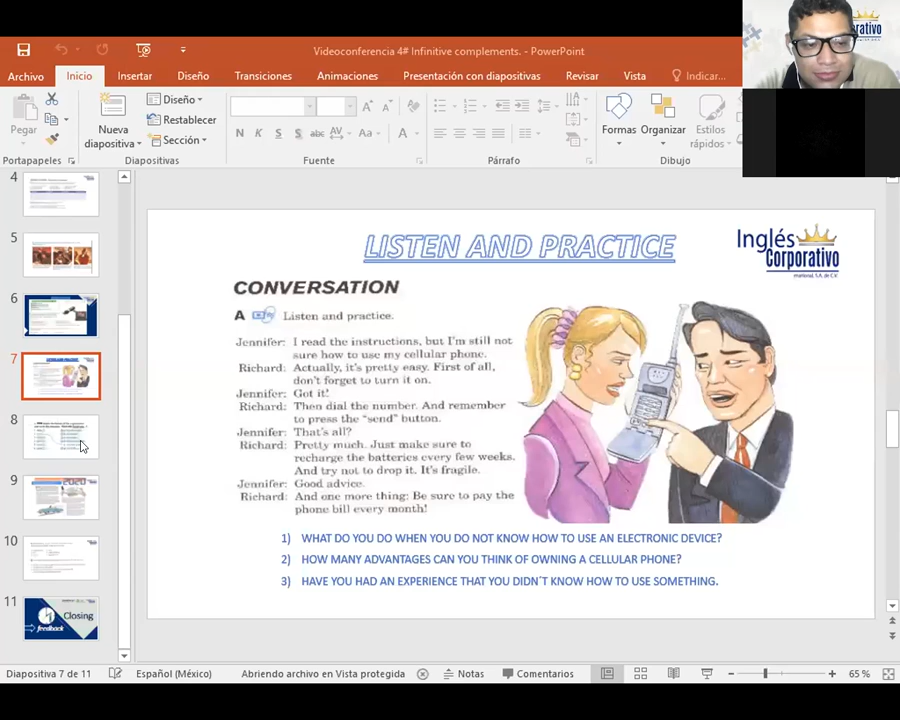 Videoconferencia 4# Infinitive complements. - PowerPoint
Archivo Inicio Insertar Diseño Transiciones Animaciones Presentación con diapositivas Revisar Vista Indicar...
Pegar
Nueva diapositiva
Diseño
Restablecer
Sección
N K S S abc AV Aa A
Formas Organizar Estilos rápidos
Portapapeles Diapositivas Fuente Párrafo Dibujo
4
5
6
7
8
9
10
11
2020
Closing
feedback
LISTEN AND PRACTICE
Inglés
Corporativo
CONVERSATION
A Listen and practice.
Jennifer: I read the instructions, but I'm still not
sure how to use my cellular phone.
Richard: Actually, it's pretty easy. First of all,
don't forget to turn it on.
Jennifer: Got it!
Richard: Then dial the number. And remember
to press the “send” button.
Jennifer: That's all?
Richard: Pretty much. Just make sure to
recharge the batteries every few weeks.
And try not to drop it. It's fragile.
Jennifer: Good advice.
Richard: And one more thing: Be sure to pay the
phone bill every month!
1) WHAT DO YOU DO WHEN YOU DO NOT KNOW HOW TO USE AN ELECTRONIC DEVICE?
2) HOW MANY ADVANTAGES CAN YOU THINK OF OWNING A CELLULAR PHONE?
3) HAVE YOU HAD AN EXPERIENCE THAT YOU DIDN´T KNOW HOW TO USE SOMETHING.
Diapositiva 7 de 11 Español (México) Abriendo archivo en Vista protegida Notas Comentarios 65 %